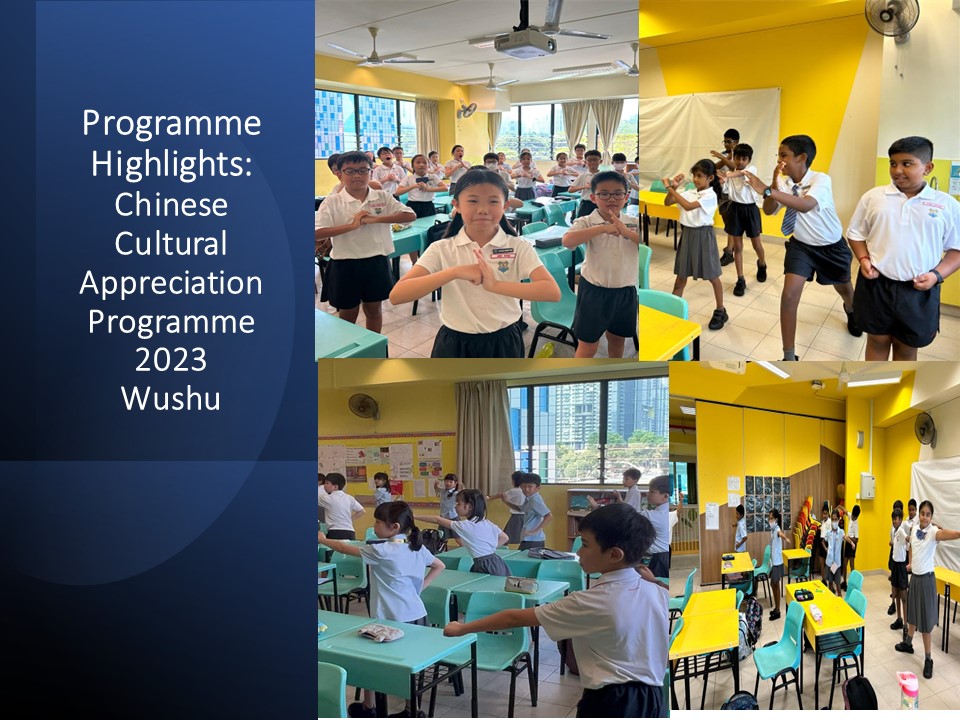 Programme
Highlights:
Chinese
Cultural
Appreciation
Programme
2023
Wushu